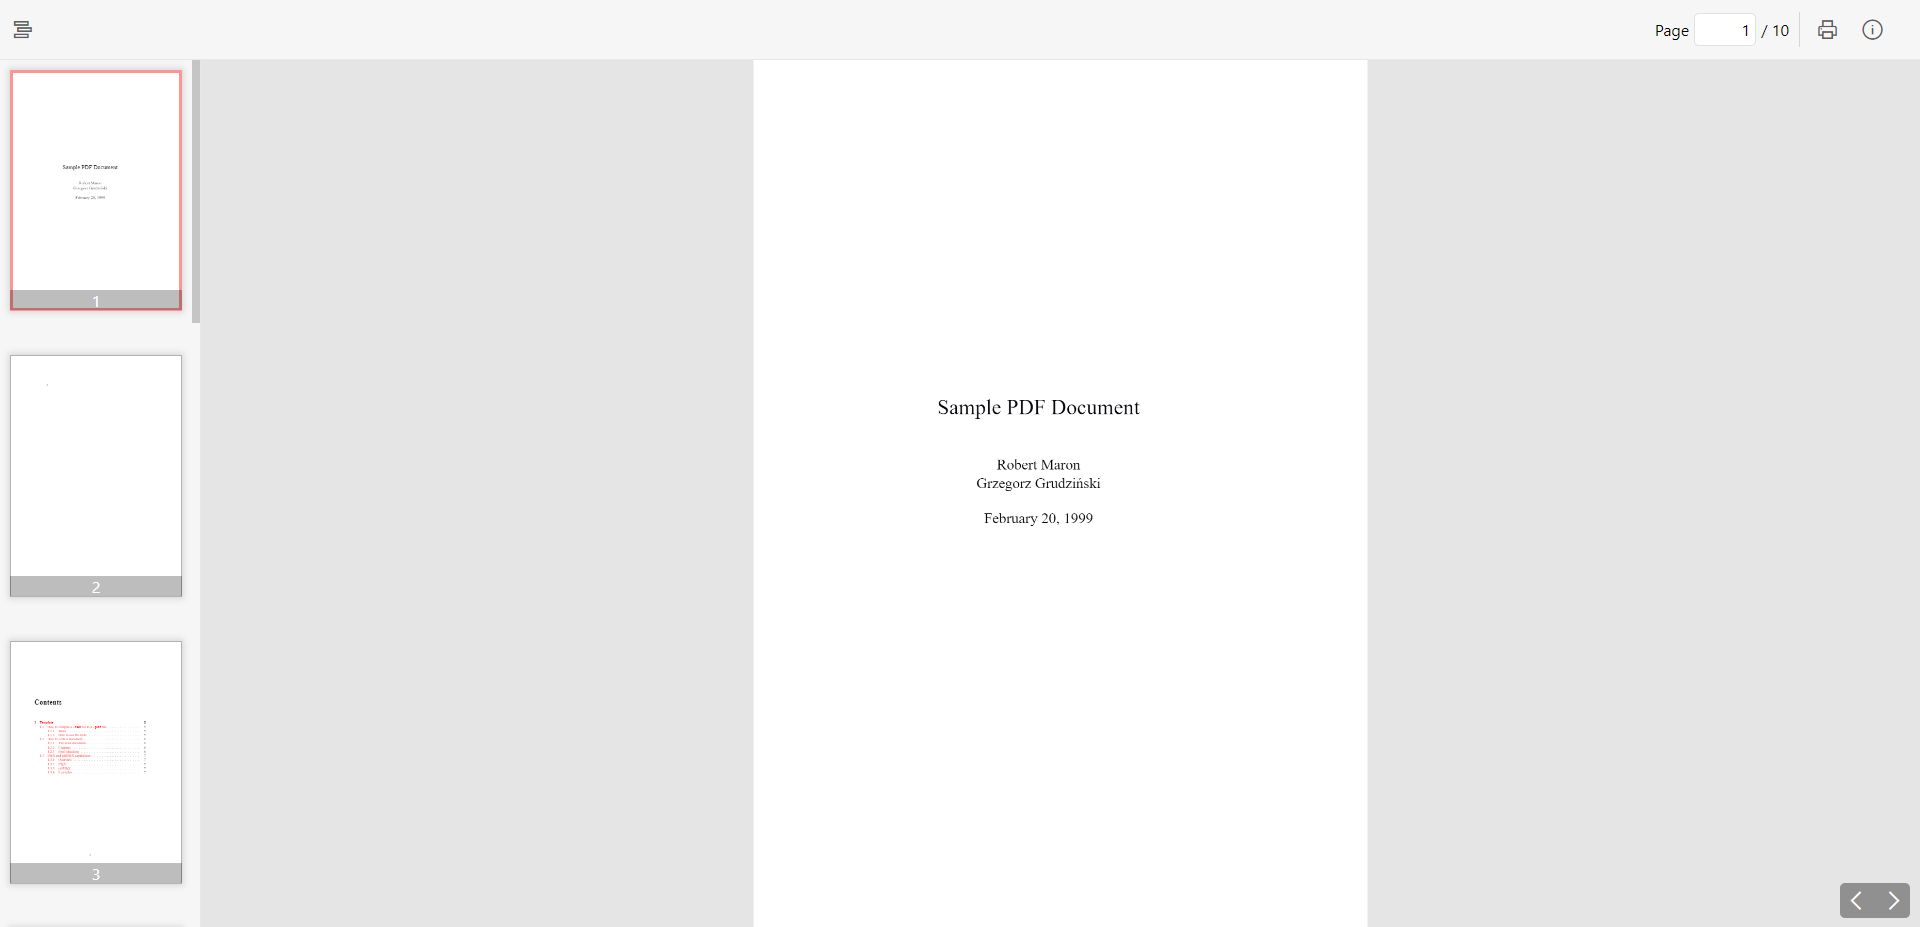 Page 1 / 10
Sample PDF Document
Robert Maron
Grzegorz Grudziński
February 20, 1999
1
2
Contents
3
Sample PDF Document
Robert Maron
Grzegorz Grudziński
February 20, 1999